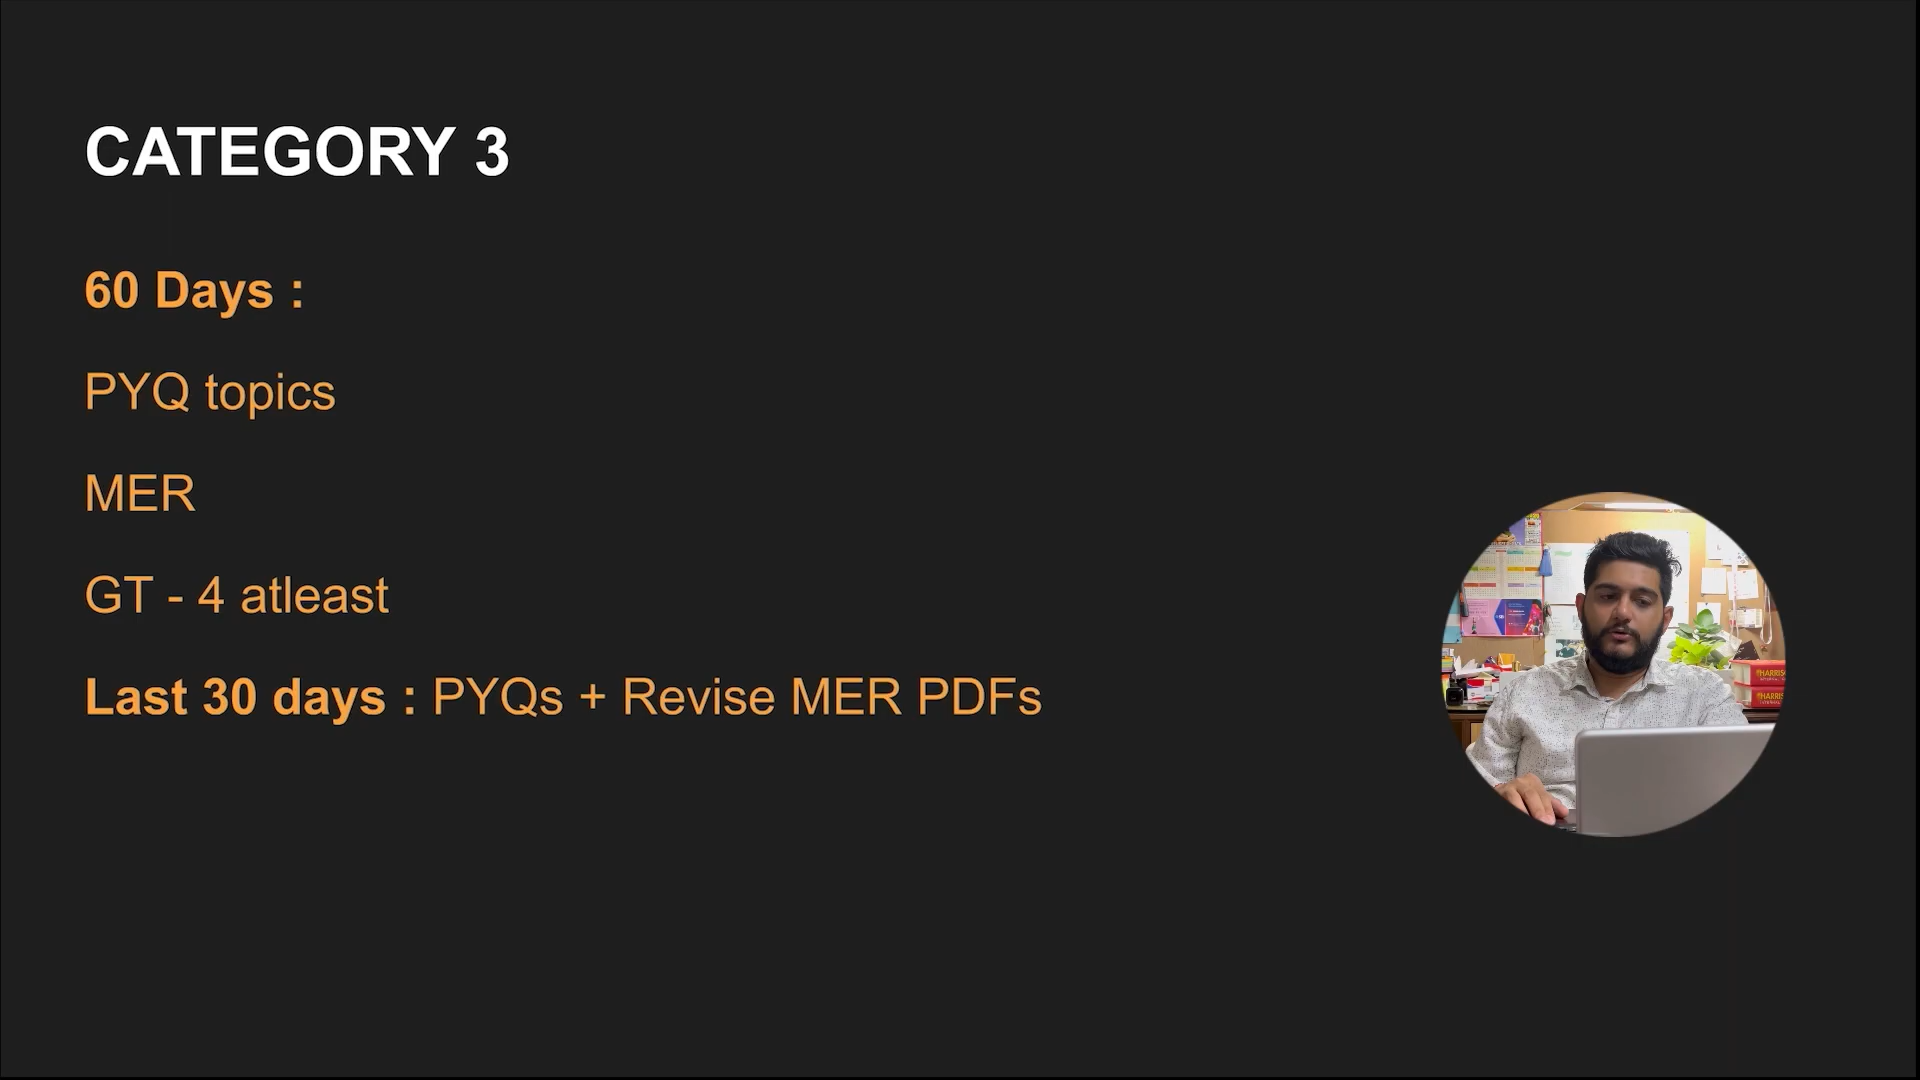 CATEGORY 3
60 Days :
PYQ topics
MER
GT - 4 atleast
Last 30 days : PYQs + Revise MER PDFs